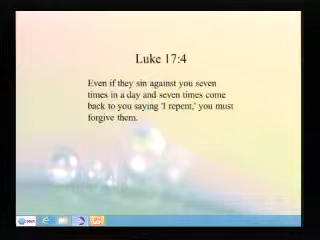 Luke 17:4
Even if they sin against you seven
times in a day and seven times come
back to you saying 'I repent,' you must
forgive them.